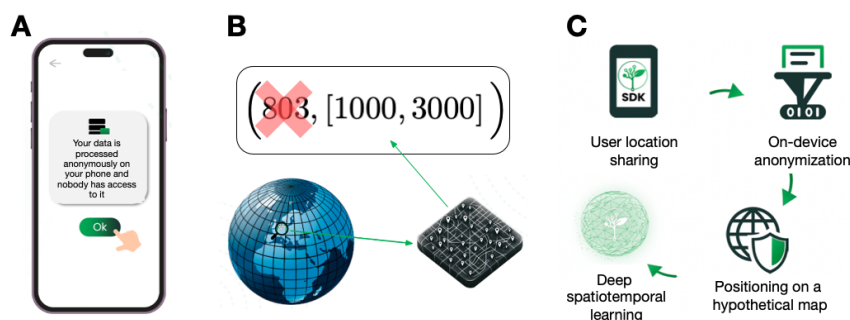 A
Your data is
processed
anonymously on
your phone and
nobody has access
to it
Ok
B
(803, [1000, 3000])
C
SDK
User location
sharing
0101
On-device
anonymization
Positioning on a
hypothetical map
Deep
spatiotemporal
learning